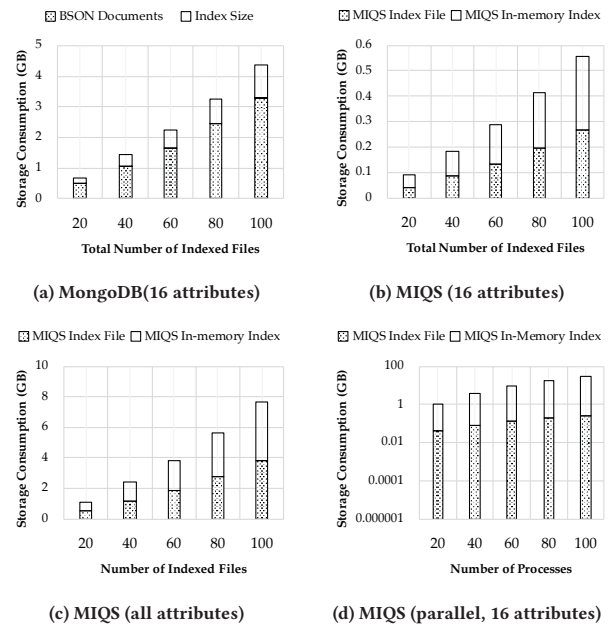 BSON Documents Index Size
Storage Consumption (GB)
5
4
3
2
1
0
20 40 60 80 100
Total Number of Indexed Files
(a) MongoDB(16 attributes)
MIQS Index File MIQS In-memory Index
Storage Consumption (GB)
0.6
0.5
0.4
0.3
0.2
0.1
0
20 40 60 80 100
Total Number of Indexed Files
(b) MIQS (16 attributes)
MIQS Index File MIQS In-memory Index
Storage Consumption (GB)
10
8
6
4
2
0
20 40 60 80 100
Number of Indexed Files
(c) MIQS (all attributes)
MIQS Index File MIQS In-Memory Index
Storage Consumption (GB)
100
1
0.01
0.0001
0.000001
20 40 60 80 100
Number of Processes
(d) MIQS (parallel, 16 attributes)